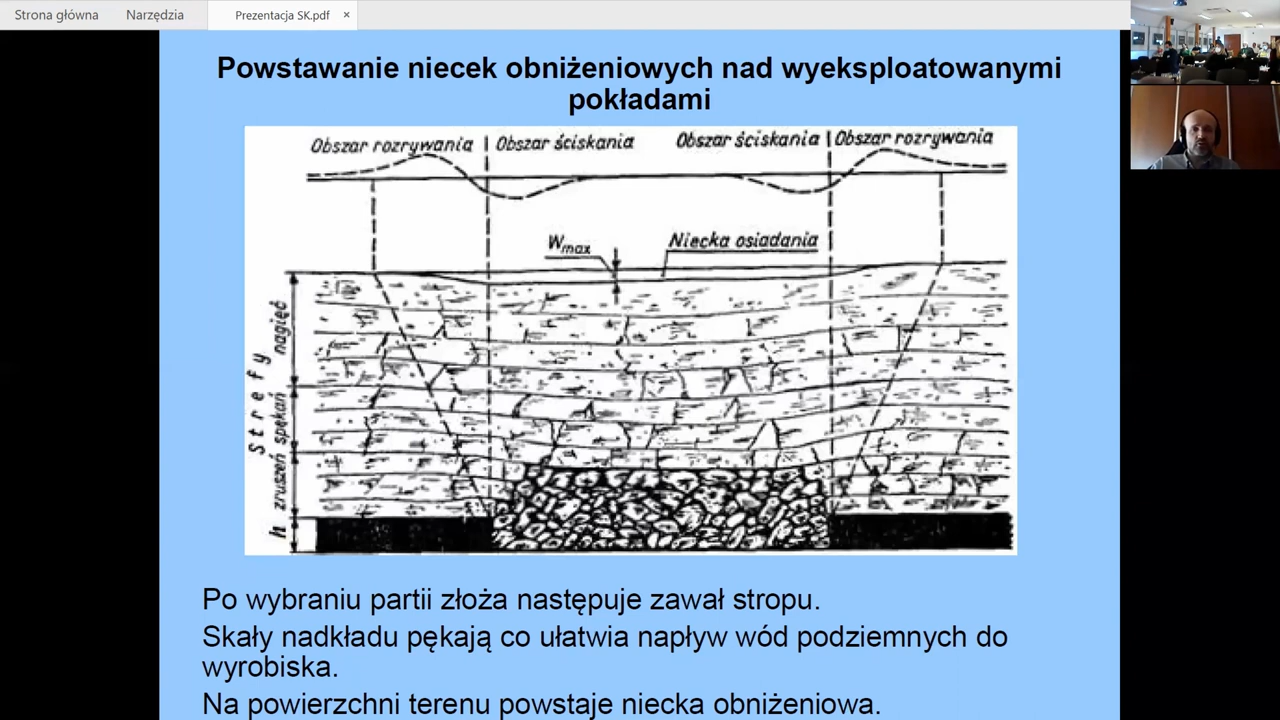 Strona główna
Narzędzia
Prezentacja SK.pdf
×
Powstawanie niecek obniżeniowych nad wyeksploatowanymi
pokładami
Obszar rozrywania
Obszar ściskania
Obszar ściskania
Obszar rozrywania
Wmax
Niecka osiadania
Strefy
nagięć
spękań
zruszeń
h
Po wybraniu partii złoża następuje zawał stropu.
Skały nadkładu pękają co ułatwia napływ wód podziemnych do
wyrobiska.
Na powierzchni terenu powstaje niecka obniżeniowa.